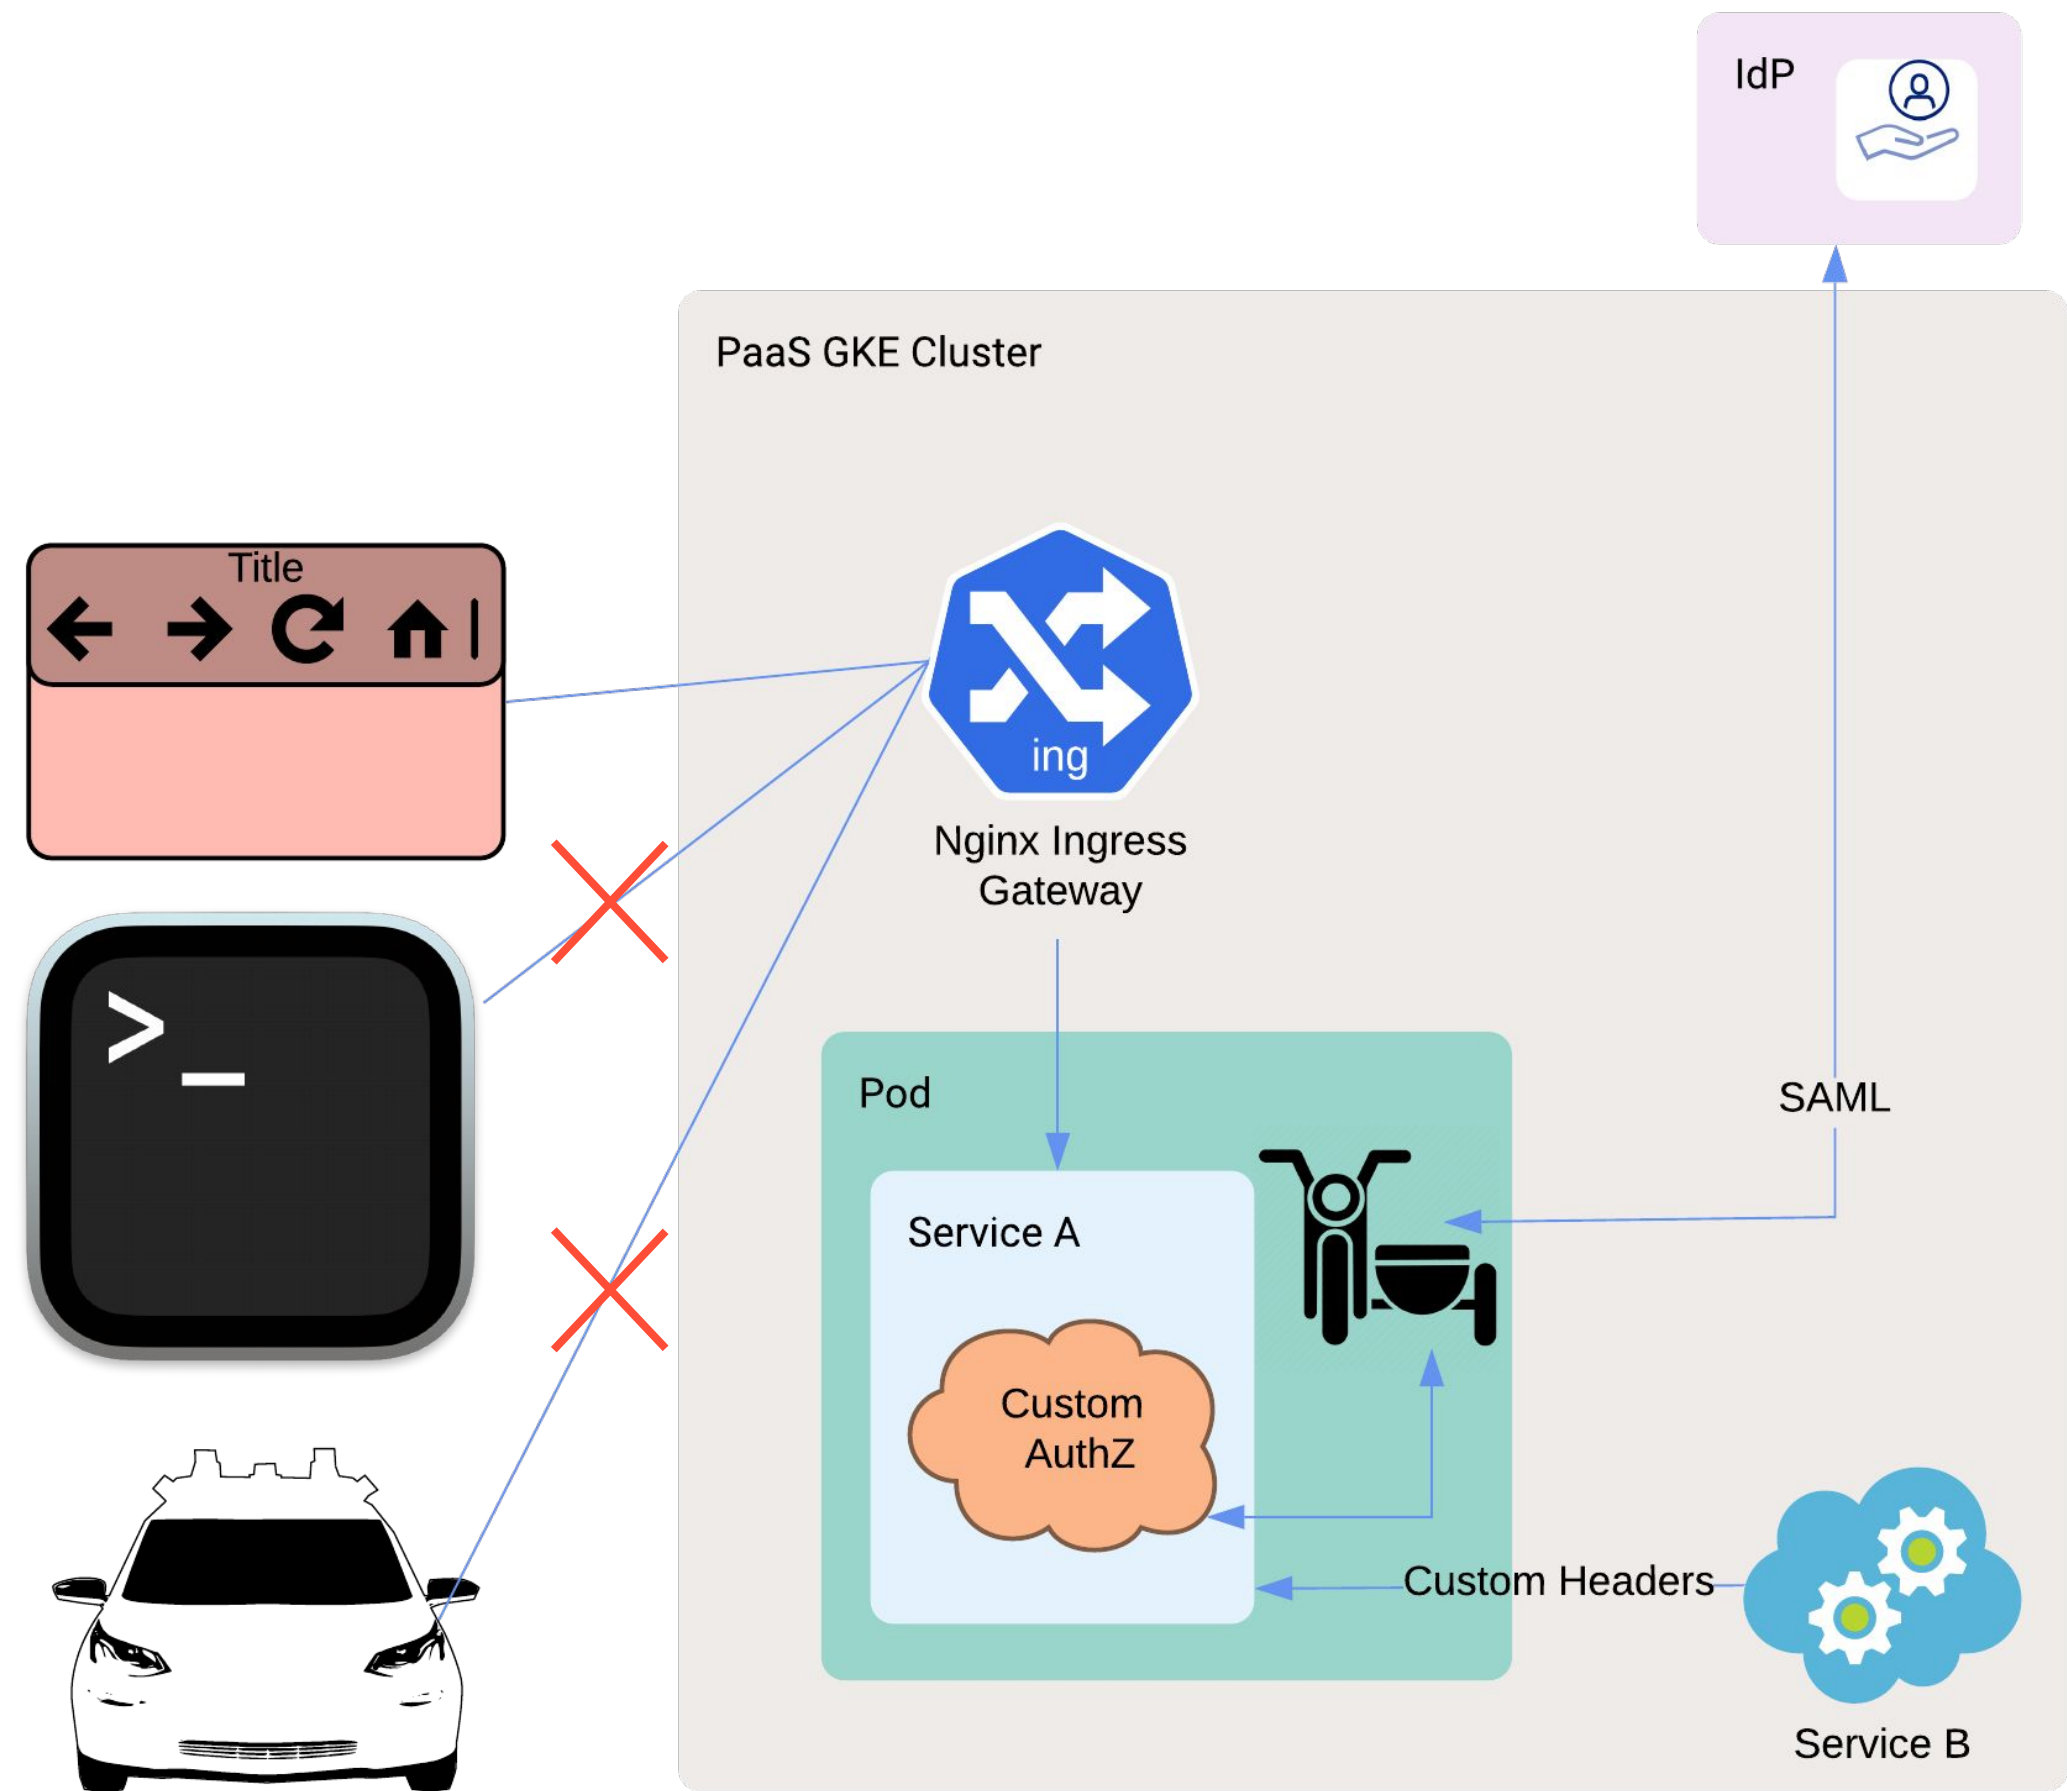 IdP
PaaS GKE Cluster
Title
ing
Nginx Ingress
Gateway
>_
Pod
SAML
Service A
Custom
AuthZ
Custom Headers
Service B